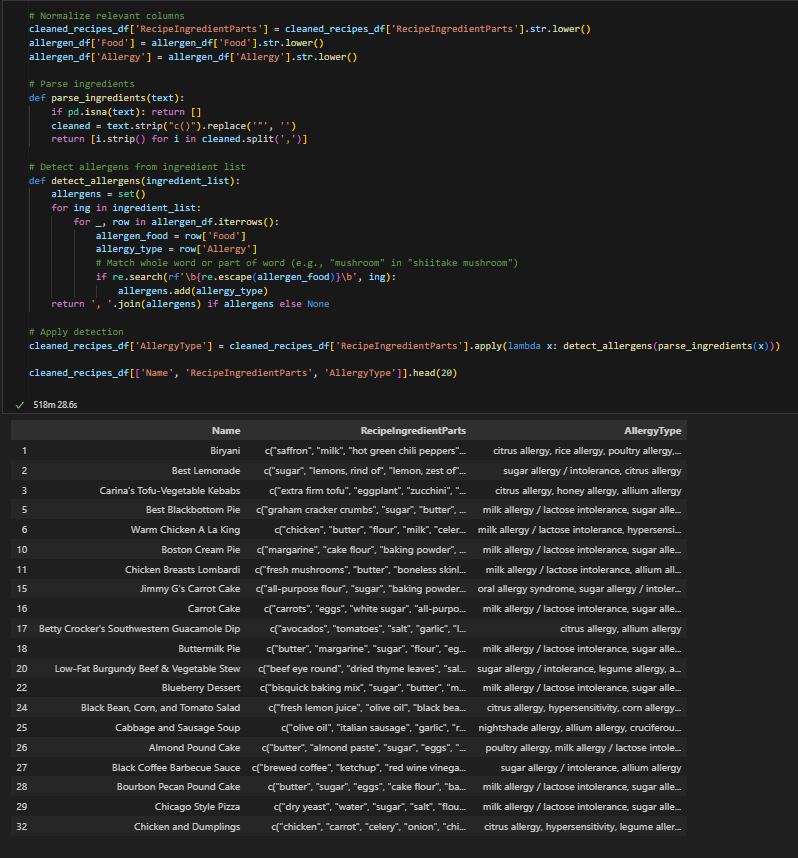 # Normalize relevant columns
cleaned_recipes_df['RecipeIngredientParts'] = cleaned_recipes_df['RecipeIngredientParts'].str.lower()
allergen_df['Food'] = allergen_df['Food'].str.lower()
allergen_df['Allergy'] = allergen_df['Allergy'].str.lower()
# Parse ingredients
def parse_ingredients(text):
if pd.isna(text): return []
cleaned = text.strip("c()").replace('"', '')
return [i.strip() for i in cleaned.split(',')]
# Detect allergens from ingredient list
def detect_allergens(ingredient_list):
allergens = set()
for ing in ingredient_list:
for _, row in allergen_df.iterrows():
allergen_food = row['Food']
allergy_type = row['Allergy']
# Match whole word or part of word (e.g., "mushroom" in "shiitake mushroom")
if re.search(rf'\b{re.escape(allergen_food)}\b', ing):
allergens.add(allergy_type)
return ', '.join(allergens) if allergens else None
# Apply detection
cleaned_recipes_df['AllergyType'] = cleaned_recipes_df['RecipeIngredientParts'].apply(lambda x: detect_allergens(parse_ingredients(x)))
cleaned_recipes_df[['Name', 'RecipeIngredientParts', 'AllergyType']].head(20)
518m 28.6s
Name RecipeIngredientParts AllergyType
1 Biryani c("saffron", "milk", "hot green chili peppers"... citrus allergy, rice allergy, poultry allergy,...
2 Best Lemonade c("sugar", "lemons, rind of", "lemon, zest of"... sugar allergy / intolerance, citrus allergy
3 Carina's Tofu-Vegetable Kebabs c("extra firm tofu", "eggplant", "zucchini", "... citrus allergy, honey allergy, allium allergy
5 Best Blackbottom Pie c("graham cracker crumbs", "sugar", "butter", ... milk allergy / lactose intolerance, sugar alle...
6 Warm Chicken A La King c("chicken", "butter", "flour", "milk", "celer... milk allergy / lactose intolerance, hypersensi...
10 Boston Cream Pie c("margarine", "cake flour", "baking powder", ... milk allergy / lactose intolerance, sugar alle...
11 Chicken Breasts Lombardi c("fresh mushrooms", "butter", "boneless skinl... milk allergy / lactose intolerance, allium all...
15 Jimmy G's Carrot Cake c("all-purpose flour", "sugar", "baking powder... oral allergy syndrome, sugar allergy / intoler...
16 Carrot Cake c("carrots", "eggs", "white sugar", "all-purpo... milk allergy / lactose intolerance, sugar alle...
17 Betty Crocker's Southwestern Guacamole Dip c("avocados", "tomatoes", "salt", "garlic", "l... citrus allergy, allium allergy
18 Buttermilk Pie c("butter", "margarine", "sugar", "flour", "eg... milk allergy / lactose intolerance, sugar alle...
20 Low-Fat Burgundy Beef & Vegetable Stew c("beef eye round", "dried thyme leaves", "sal... sugar allergy / intolerance, legume allergy, a...
22 Blueberry Dessert c("bisquick baking mix", "sugar", "butter", "m... milk allergy / lactose intolerance, sugar alle...
24 Black Bean, Corn, and Tomato Salad c("fresh lemon juice", "olive oil", "black bea... citrus allergy, hypersensitivity, corn allergy...
25 Cabbage and Sausage Soup c("olive oil", "italian sausage", "garlic", "r... nightshade allergy, allium allergy, cruciferou...
26 Almond Pound Cake c("butter", "almond paste", "sugar", "eggs", "... poultry allergy, milk allergy / lactose intole...
27 Black Coffee Barbecue Sauce c("brewed coffee", "ketchup", "red wine vinega... sugar allergy / intolerance, allium allergy
28 Bourbon Pecan Pound Cake c("butter", "sugar", "eggs", "cake flour", "ba... milk allergy / lactose intolerance, sugar alle...
29 Chicago Style Pizza c("dry yeast", "water", "sugar", "salt", "flou... milk allergy / lactose intolerance, sugar alle...
32 Chicken and Dumplings c("chicken", "carrot", "celery", "onion", "chi... citrus allergy, hypersensitivity, legume aller...